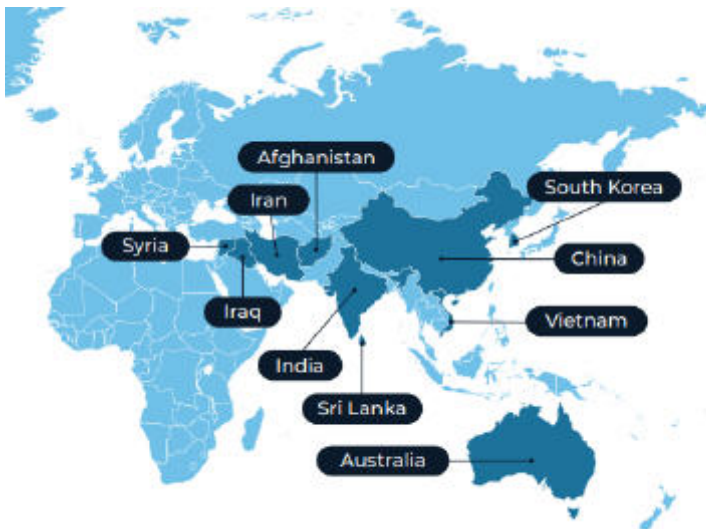 Afghanistan
South Korea
Iran
Syria
China
Iraq
Vietnam
India
Sri Lanka
Australia